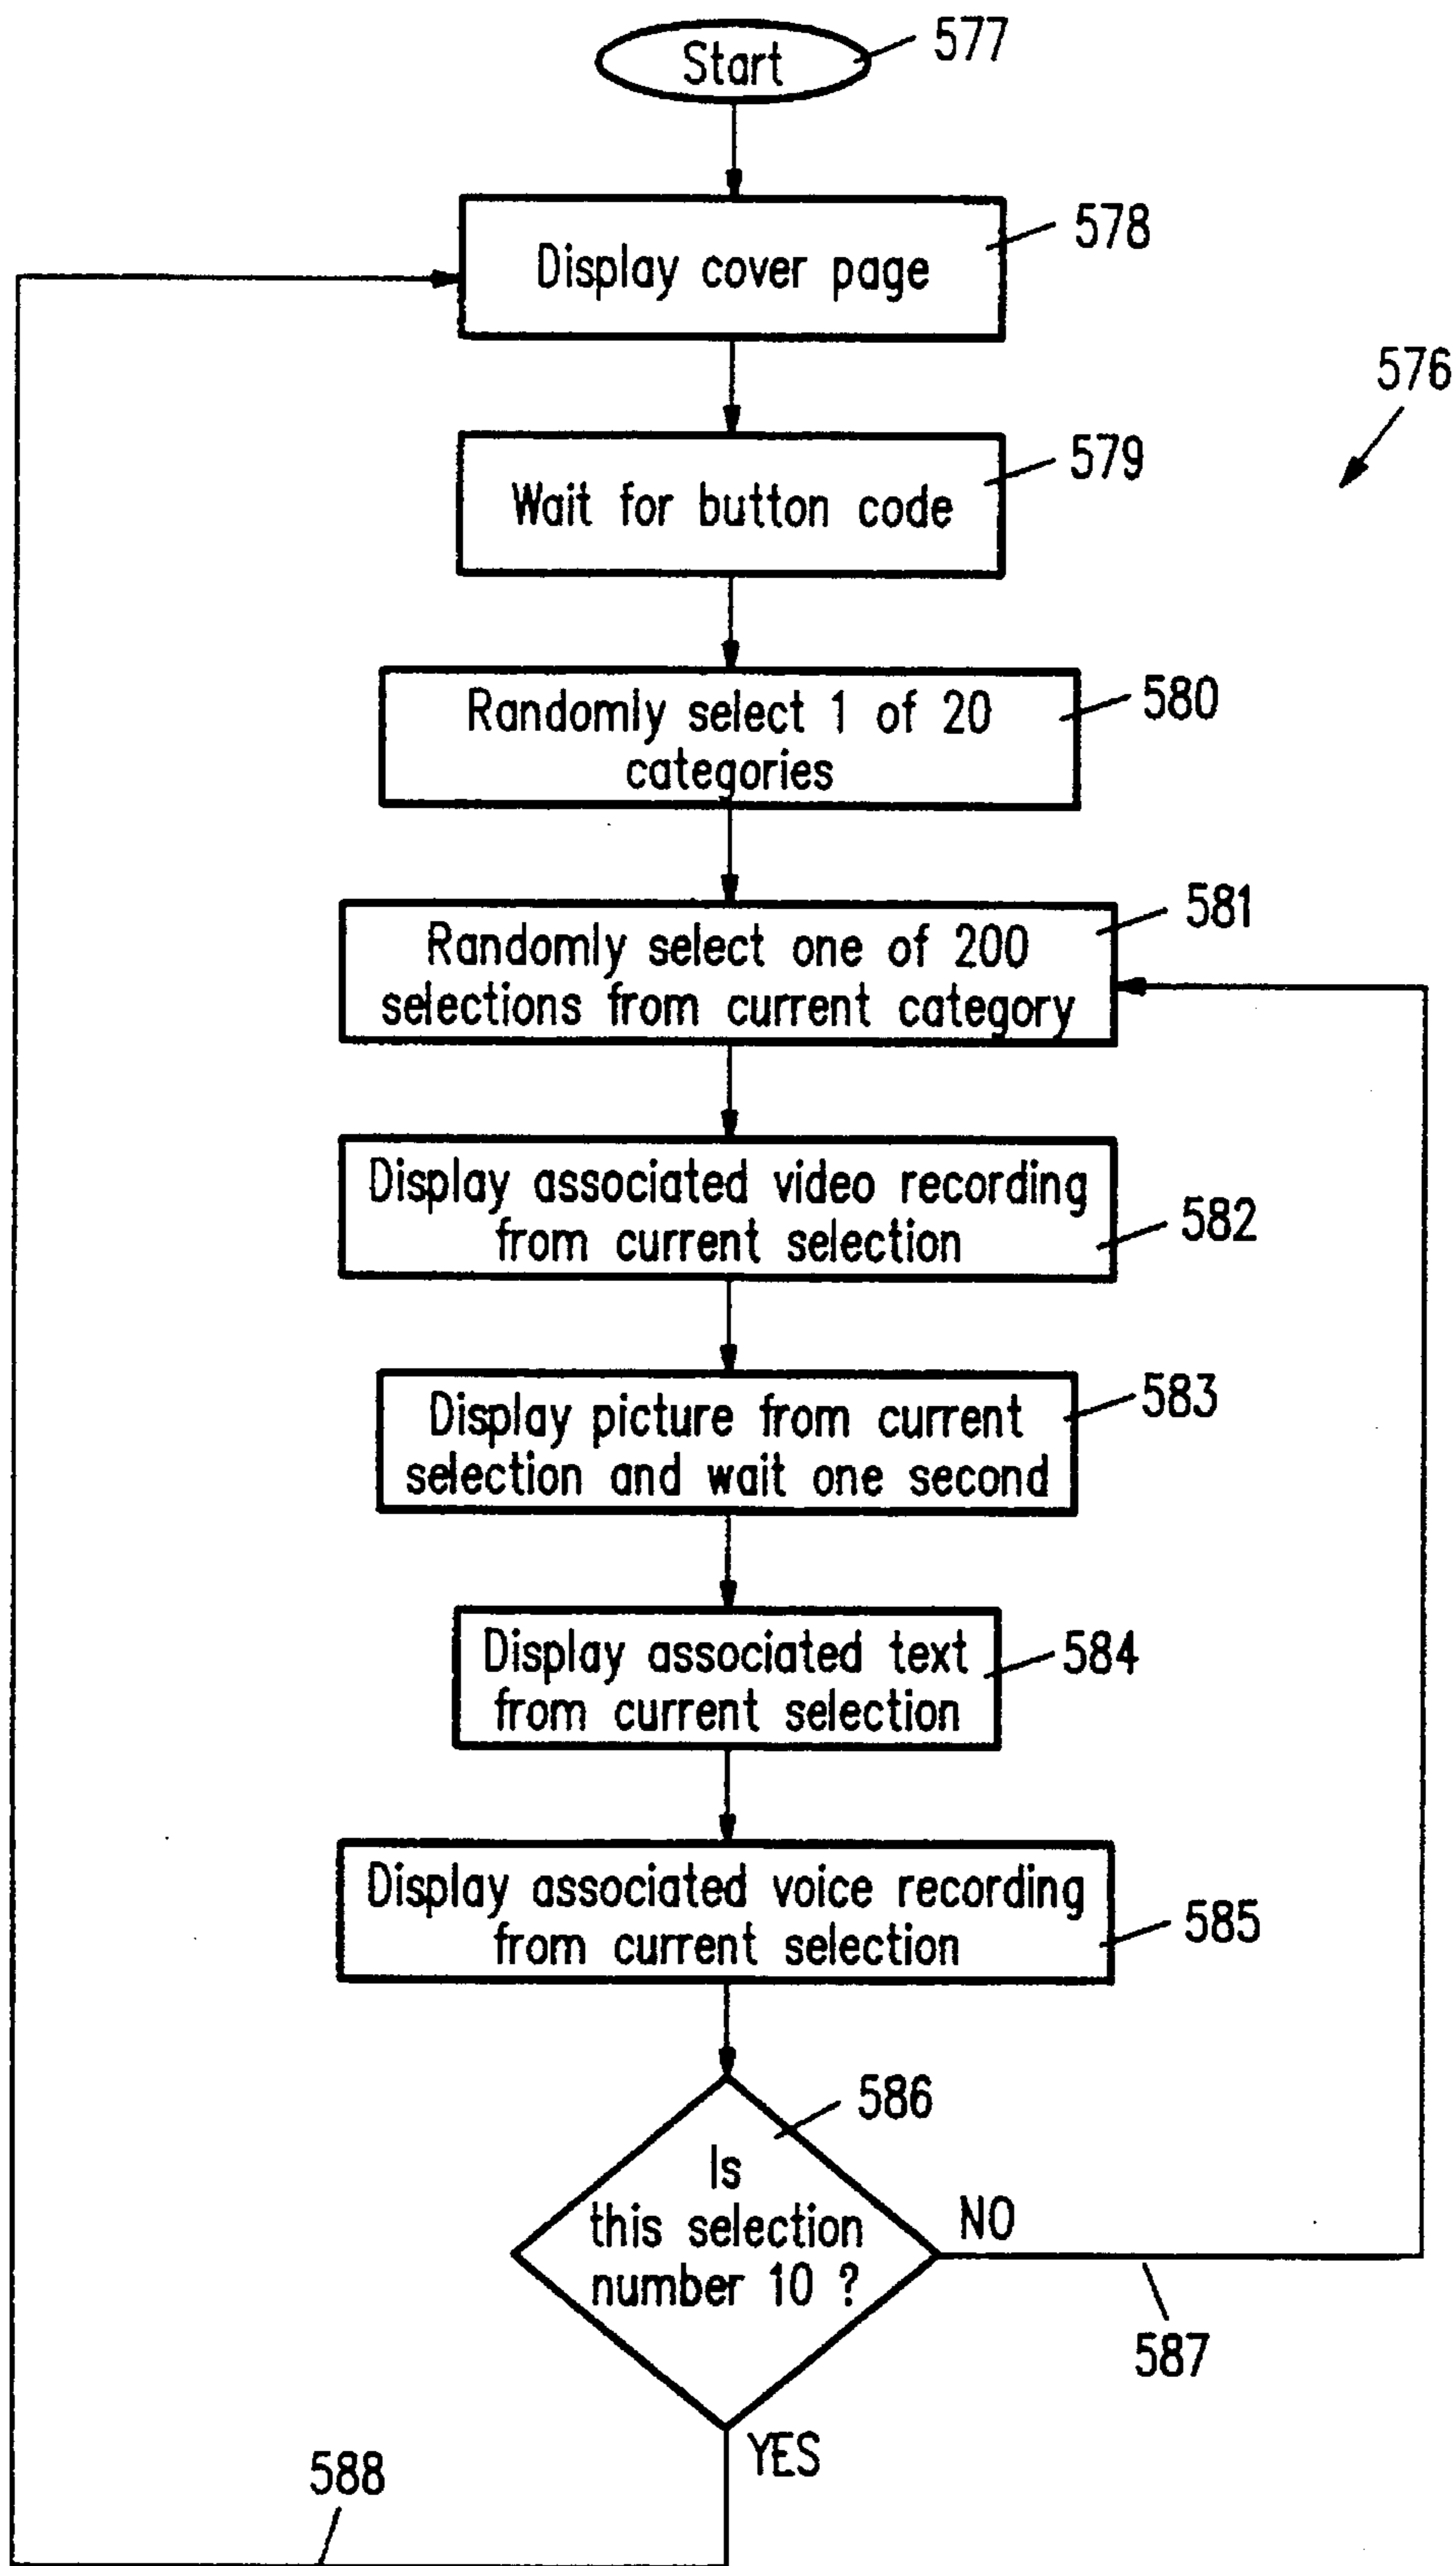 Start
577
Display cover page
578
576
Wait for button code
579
Randomly select 1 of 20
categories
580
Randomly select one of 200
selections from current category
581
Display associated video recording
from current selection
582
Display picture from current
selection and wait one second
583
Display associated text
from current selection
584
Display associated voice recording
from current selection
585
586
Is
this selection
number 10 ?
NO
587
YES
588